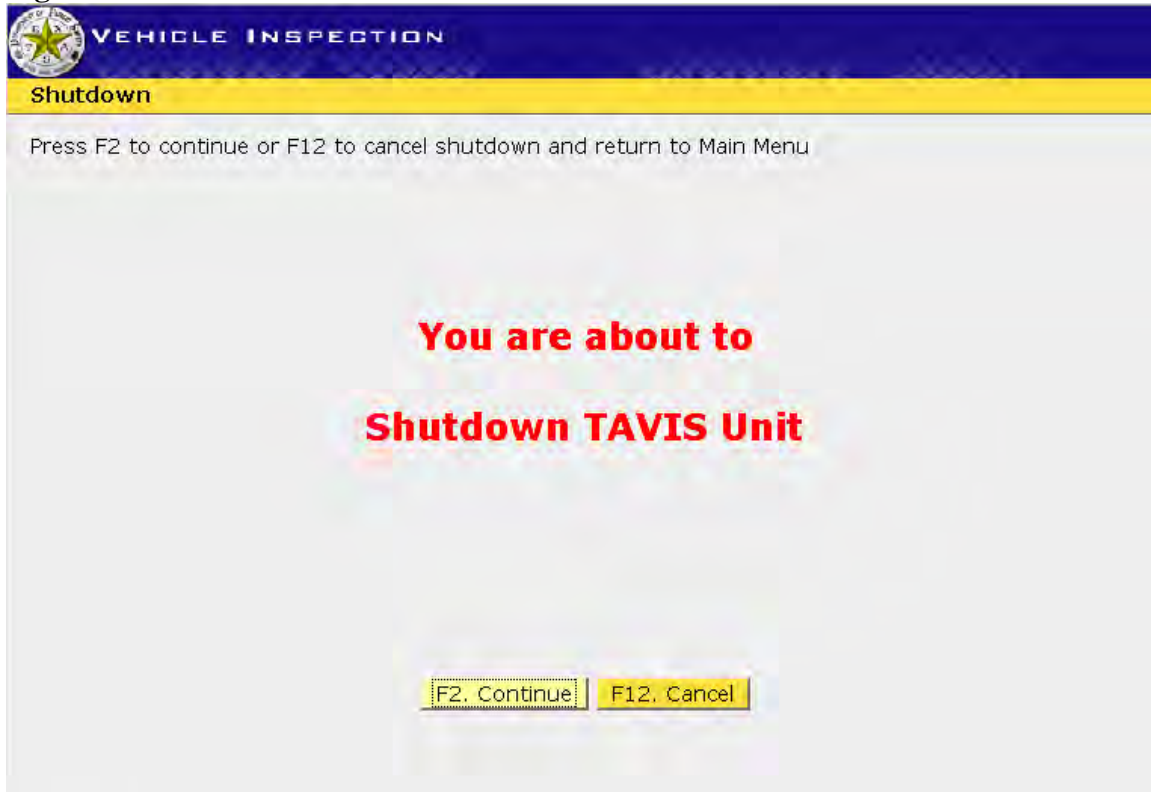 VEHICLE INSPECTION
Shutdown
Press F2 to continue or F12 to cancel shutdown and return to Main Menu
You are about to
Shutdown TAVIS Unit
F2. Continue F12. Cancel